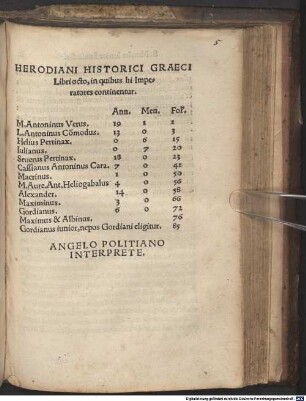 5
HERODIANI HISTORICI GRAECI
Libri octo, in quibus hi Impe-
ratores continentur.
Ann. Men. Fol.
M. Antoninus Verus. 19 1 2
L. Antoninus Cōmodus. 13 0 3
Helius Pertinax. 0 6 15
Iulianus. 0 7 20
Seuerus Pertinax. 18 0 23
Cassianus Antoninus Cara. 7 0 42
Macrinus. 1 0 50
M. Aure. Ant. Heliogabalus 4 0 56
Alexander. 14 0 58
Maximinus. 3 0 66
Gordianus. 6 0 72
Maximus & Albinus. 76
Gordianus iunior, nepos Gordiani eligitur. 85
ANGELO POLITIANO
INTERPRETE.